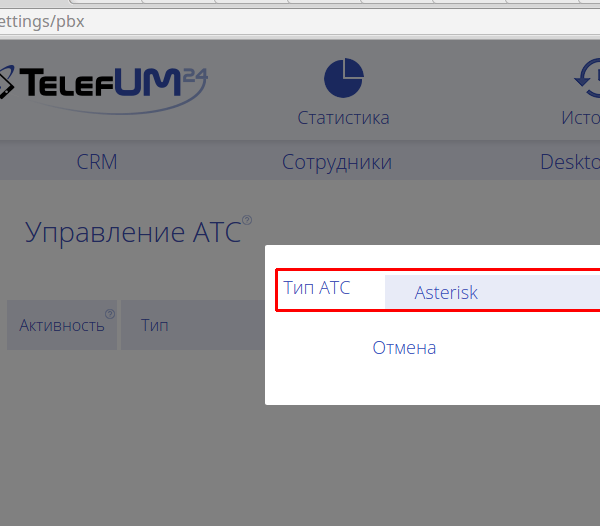 ettings/pbx
TELEFUM24
Статистика
Исто
CRM Сотрудники Deskto
Управление АТС
Тип АТС Asterisk
Активность Тип
Отмена